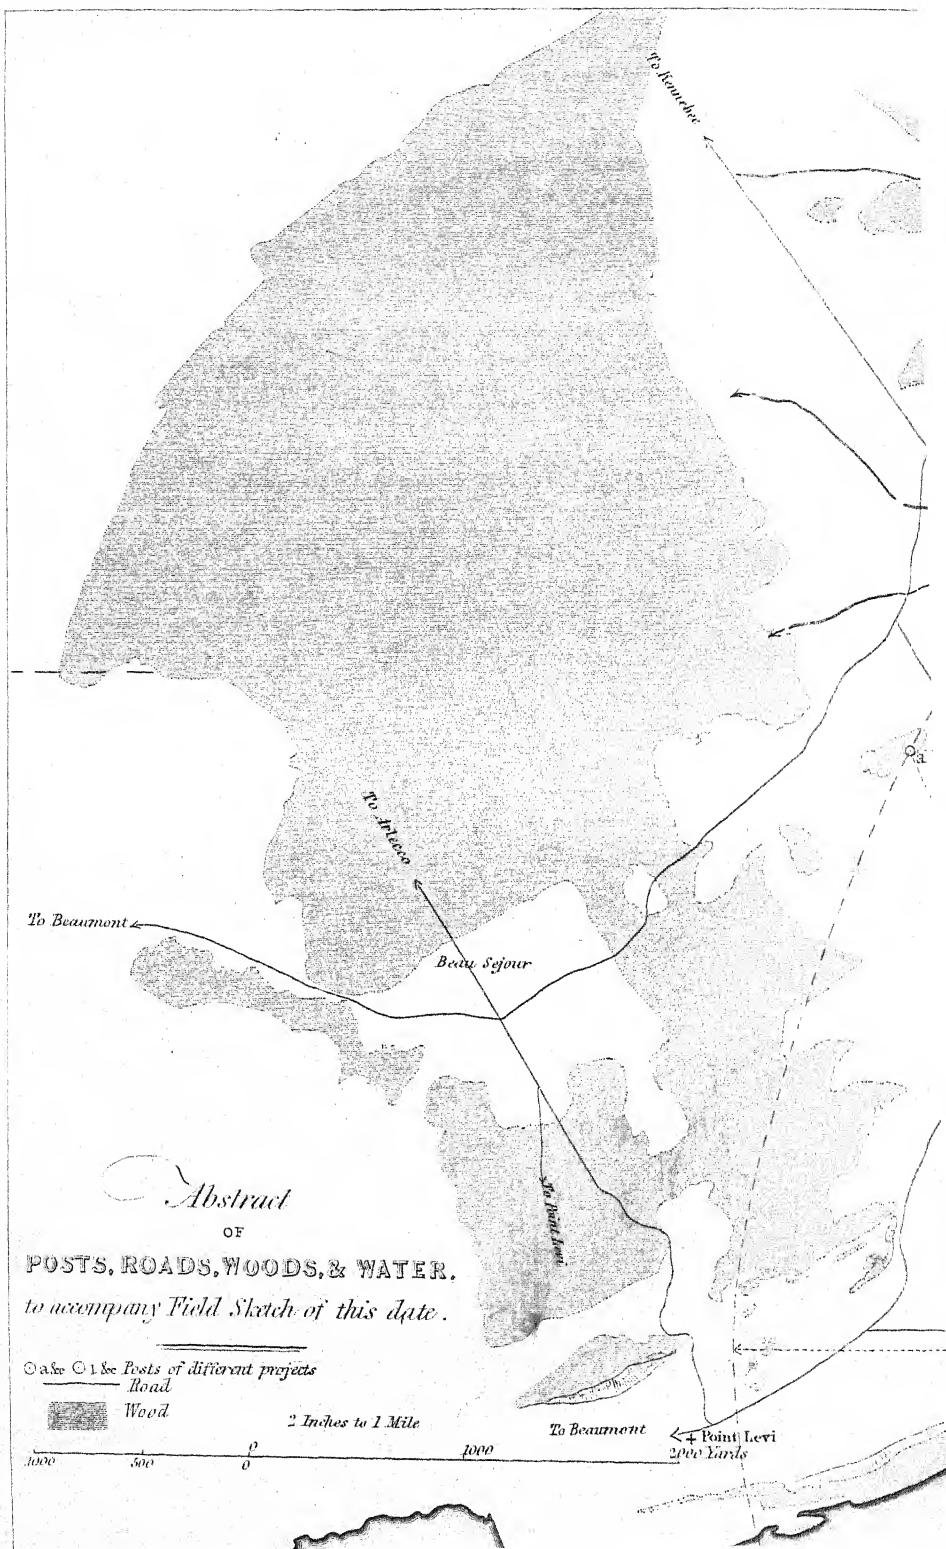 To Kennebec
a
To Arlecco
To Beaumont
Beau Sejour
To Point Levi
Abstract
OF
POSTS, ROADS, WOODS, & WATER.
to accompany Field Sketch of this date.
a &c 1 &c Posts of different projects
Road
Wood
2 Inches to 1 Mile
To Beaumont
+ Point Levi
1000 500 0 0 1000 2000 Yards